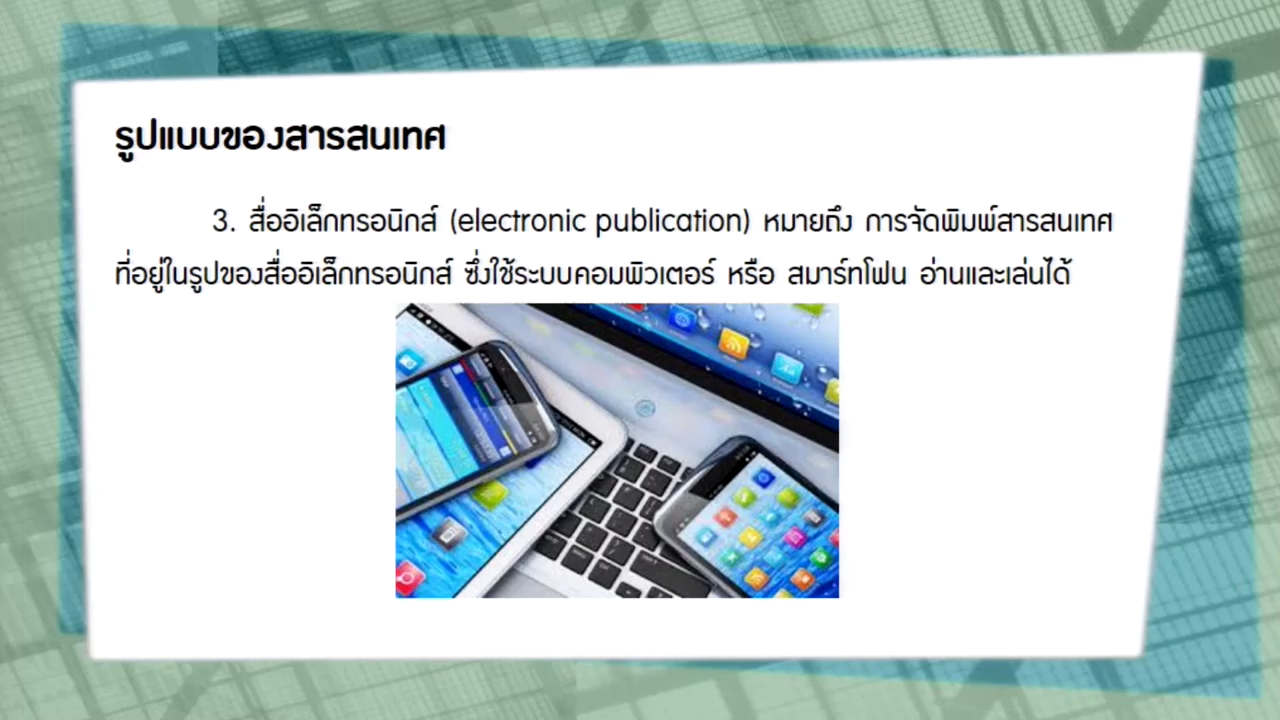 รูปแบบของสารสนเทศ
3. สื่ออิเล็กทรอนิกส์ (electronic publication) หมายถึง การจัดพิมพ์สารสนเทศ
ที่อยู่ในรูปของสื่ออิเล็กทรอนิกส์ ซึ่งใช้ระบบคอมพิวเตอร์ หรือ สมาร์ทโฟน อ่านและเล่นได้